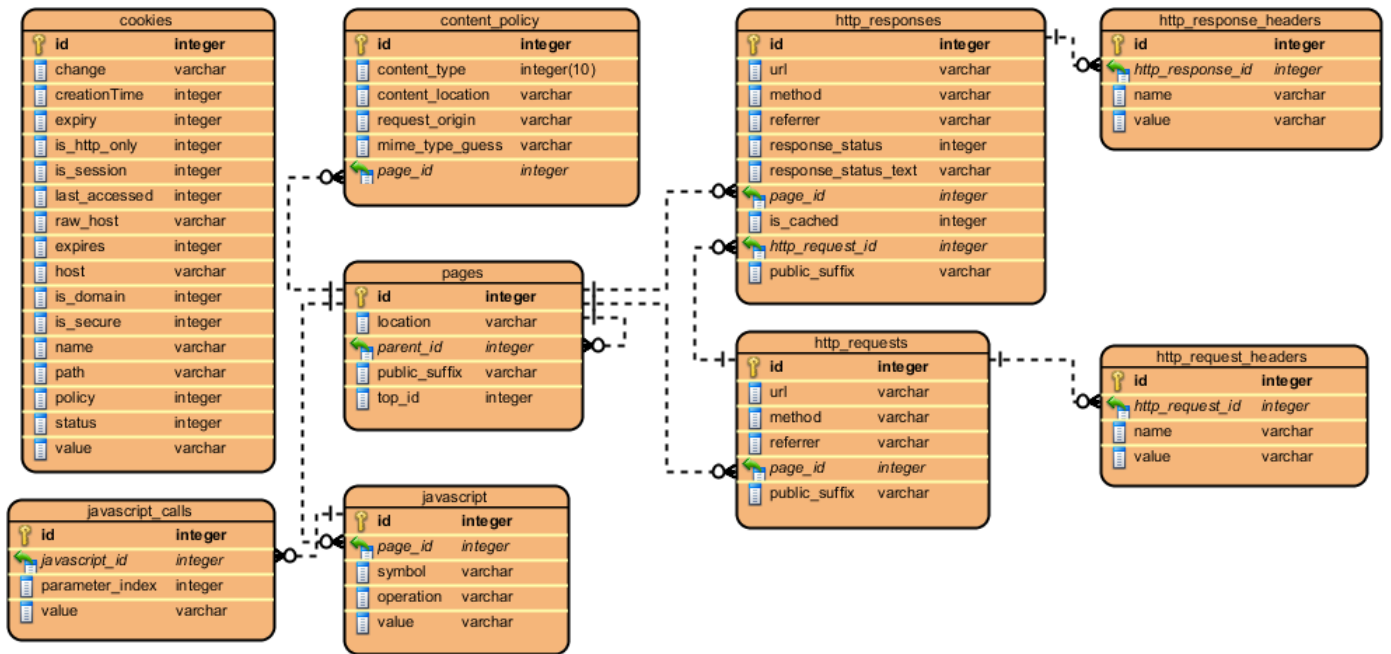 cookies
id integer
change varchar
creationTime integer
expiry integer
is_http_only integer
is_session integer
last_accessed integer
raw_host varchar
expires integer
host varchar
is_domain integer
is_secure integer
name varchar
path varchar
policy integer
status integer
value varchar
content_policy
id integer
content_type integer(10)
content_location varchar
request_origin varchar
mime_type_guess varchar
page_id integer
pages
id integer
location varchar
parent_id integer
public_suffix varchar
top_id integer
javascript_calls
id integer
javascript_id integer
parameter_index integer
value varchar
javascript
id integer
page_id integer
symbol varchar
operation varchar
value varchar
http_responses
id integer
url varchar
method varchar
referrer varchar
response_status integer
response_status_text varchar
page_id integer
is_cached integer
http_request_id integer
public_suffix varchar
http_requests
id integer
url varchar
method varchar
referrer varchar
page_id integer
public_suffix varchar
http_response_headers
id integer
http_response_id integer
name varchar
value varchar
http_request_headers
id integer
http_request_id integer
name varchar
value varchar